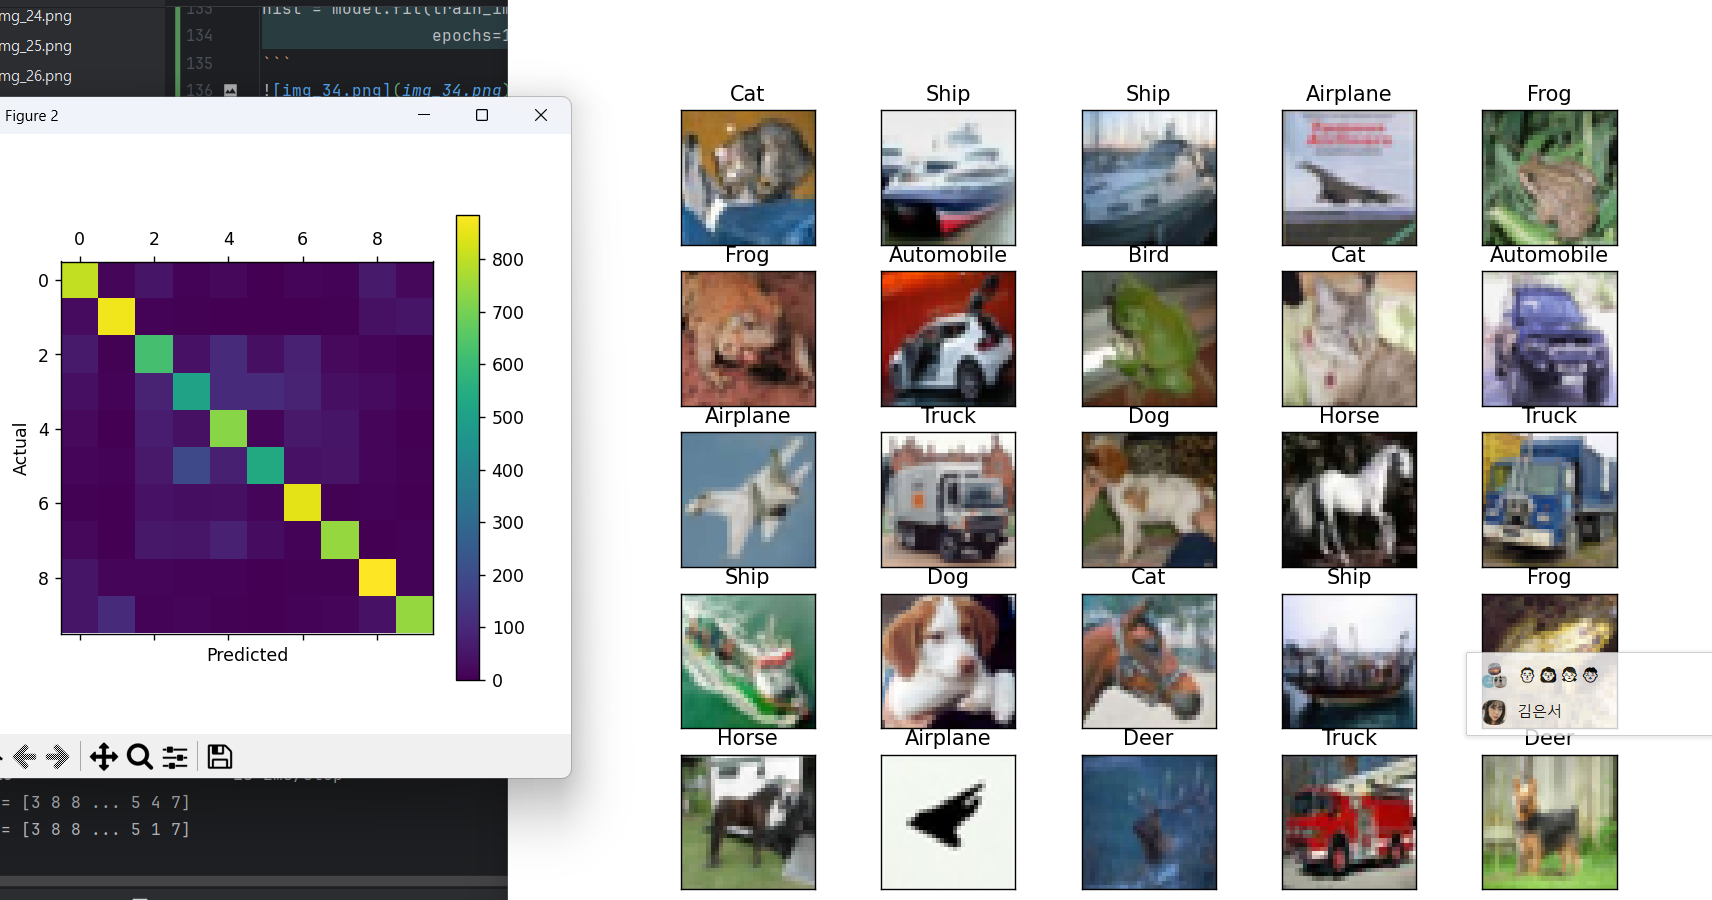 mg_24.png
mg_25.png
mg_26.png
133 hist = model.fit(train_im
134 epochs=1
135 ```
136 ![img_34.png](img_34.png)
Figure 2
0 2 4 6 8
0
2
4
6
8
Actual
Predicted
800
700
600
500
400
300
200
100
0
= [3 8 8 ... 5 4 7]
= [3 8 8 ... 5 1 7]
Cat Ship Ship Airplane Frog
Frog Automobile Bird Cat Automobile
Airplane Truck Dog Horse Truck
Ship Dog Cat Ship Frog
김은서
Horse Airplane Deer Truck Deer